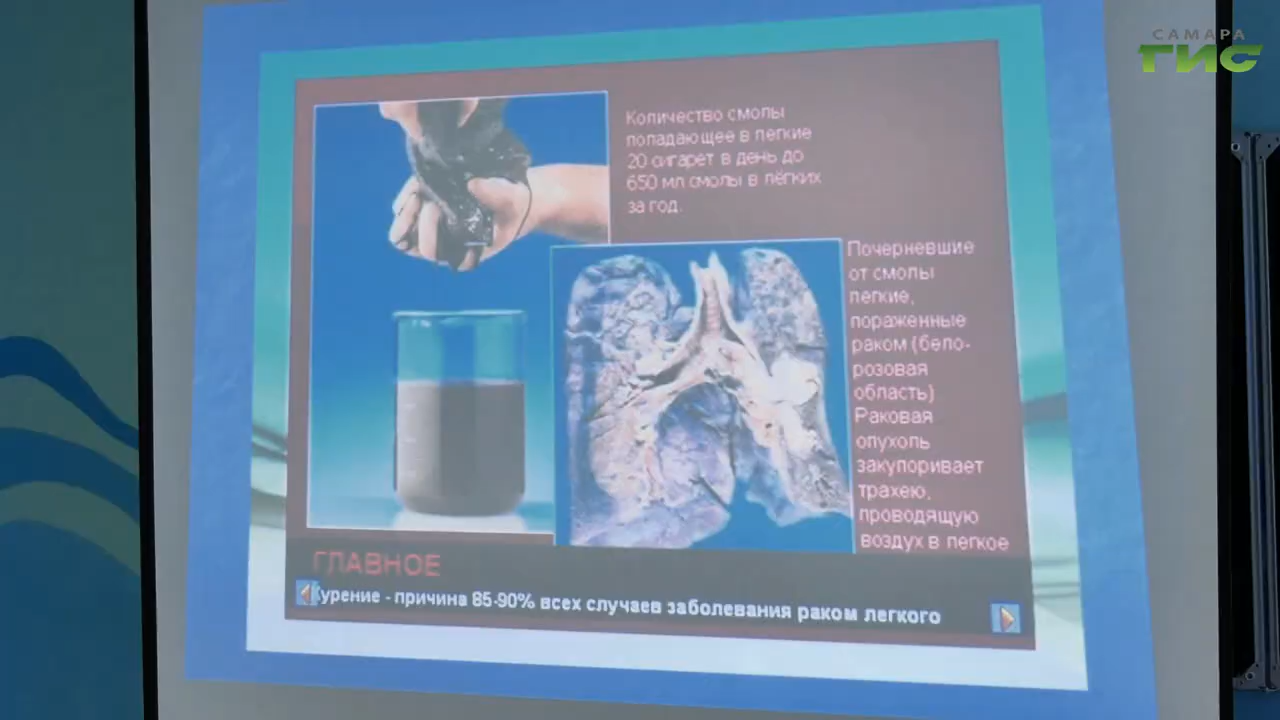 САМАРА
ГИС
Количество смолы
попадающее в легкие
20 сигарет в день до
650 мл смолы в лёгких
за год.
Почерневшие
от смолы
легкие,
пораженные
раком (бело-
розовая
область)
Раковая
опухоль
закупоривает
трахею,
проводящую
воздух в легкое
ГЛАВНОЕ
Курение - причина 85-90% всех случаев заболевания раком легкого